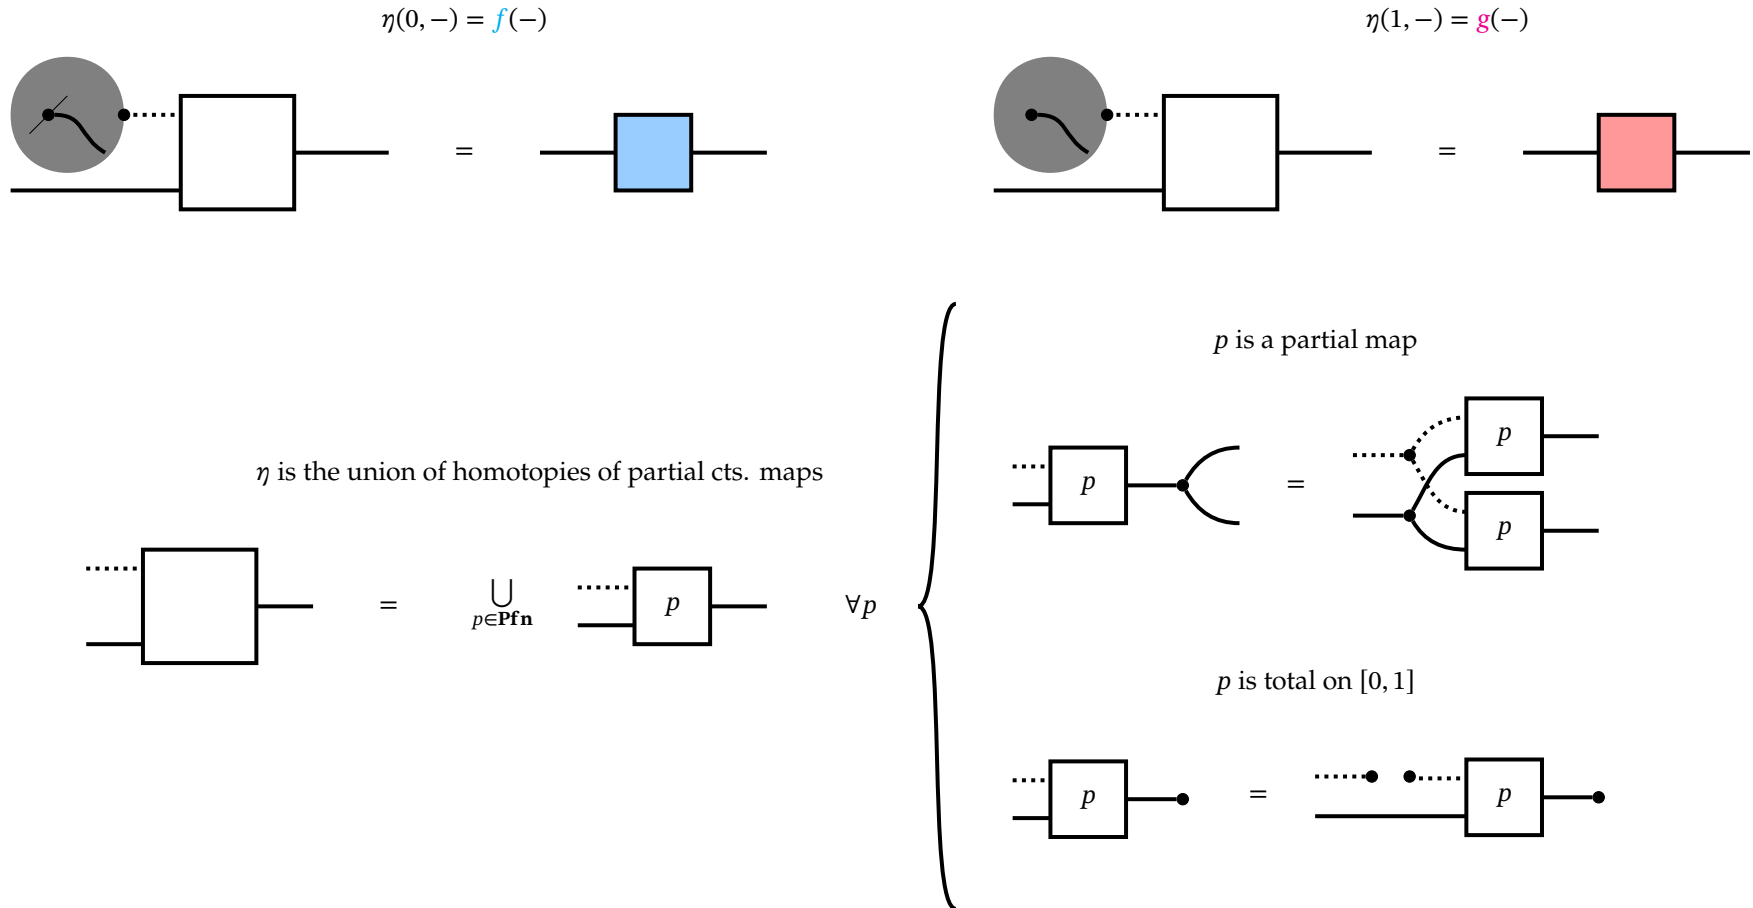 η(0, −) = f(−)
η(1, −) = g(−)
=
=
p is a partial map
p
=
p
p
η is the union of homotopies of partial cts. maps
=
⋃
p∈Pfn
p
∀p
p is total on [0, 1]
p
=
p